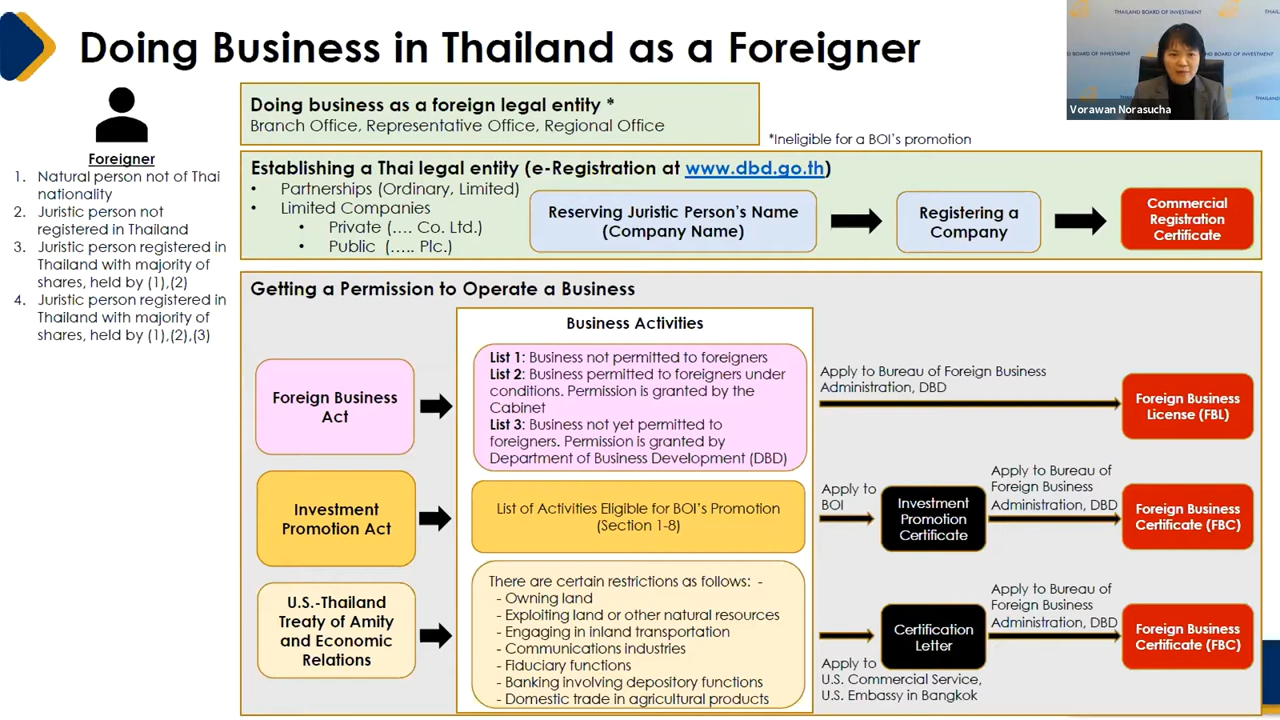 Doing Business in Thailand as a Foreigner
THAILAND BOARD OF INVESTMENT
THAILAND BOARD OF INVESTMENT
Vorawan Norasucha
Foreigner
1. Natural person not of Thai
nationality
2. Juristic person not
registered in Thailand
3. Juristic person registered in
Thailand with majority of
shares, held by (1),(2)
4. Juristic person registered in
Thailand with majority of
shares, held by (1),(2),(3)
Doing business as a foreign legal entity *
Branch Office, Representative Office, Regional Office
*Ineligible for a BOI's promotion
Establishing a Thai legal entity (e-Registration at www.dbd.go.th)
• Partnerships (Ordinary, Limited)
• Limited Companies
• Private (.... Co. Ltd.)
• Public (..... Plc.)
Reserving Juristic Person's Name
(Company Name)
Registering a
Company
Commercial
Registration
Certificate
Getting a Permission to Operate a Business
Business Activities
Foreign Business
Act
List 1: Business not permitted to foreigners
List 2: Business permitted to foreigners under
conditions. Permission is granted by the
Cabinet
List 3: Business not yet permitted to
foreigners. Permission is granted by
Department of Business Development (DBD)
Apply to Bureau of Foreign Business
Administration, DBD
Foreign Business
License (FBL)
Investment
Promotion Act
List of Activities Eligible for BOI's Promotion
(Section 1-8)
Apply to
BOI
Investment
Promotion
Certificate
Apply to Bureau of
Foreign Business
Administration, DBD
Foreign Business
Certificate (FBC)
U.S.-Thailand
Treaty of Amity
and Economic
Relations
There are certain restrictions as follows: -
- Owning land
- Exploiting land or other natural resources
- Engaging in inland transportation
- Communications industries
- Fiduciary functions
- Banking involving depository functions
- Domestic trade in agricultural products
Apply to
U.S. Commercial Service,
U.S. Embassy in Bangkok
Certification
Letter
Apply to Bureau of
Foreign Business
Administration, DBD
Foreign Business
Certificate (FBC)